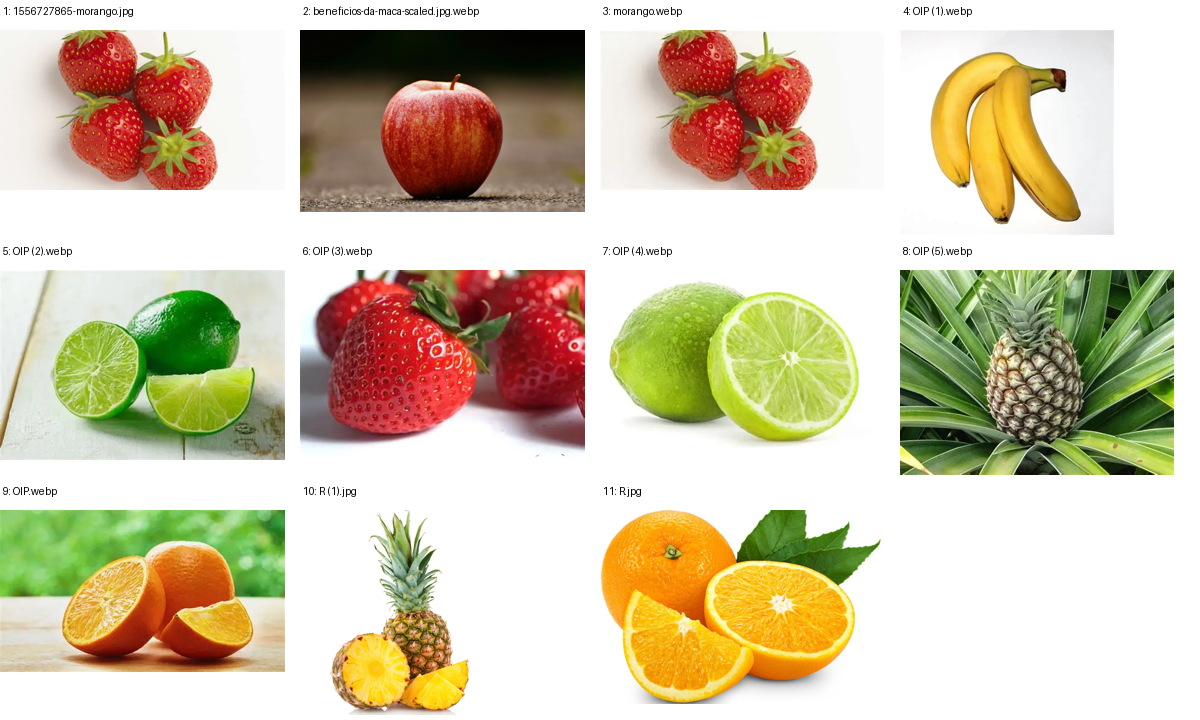 1: 1556727865-morango.jpg
2: beneficios-da-maca-scaled.jpg.webp
3: morango.webp
4: OIP (1).webp
5: OIP (2).webp
6: OIP (3).webp
7: OIP (4).webp
8: OIP (5).webp
9: OIP.webp
10: R (1).jpg
11: R.jpg